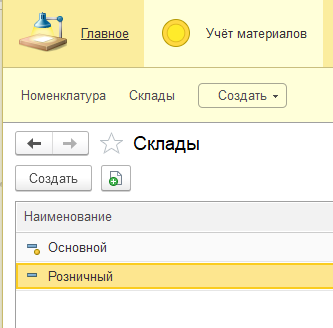 Главное
Учёт материалов
Номенклатура Склады Создать
Склады
Создать
Наименование
Основной
Розничный